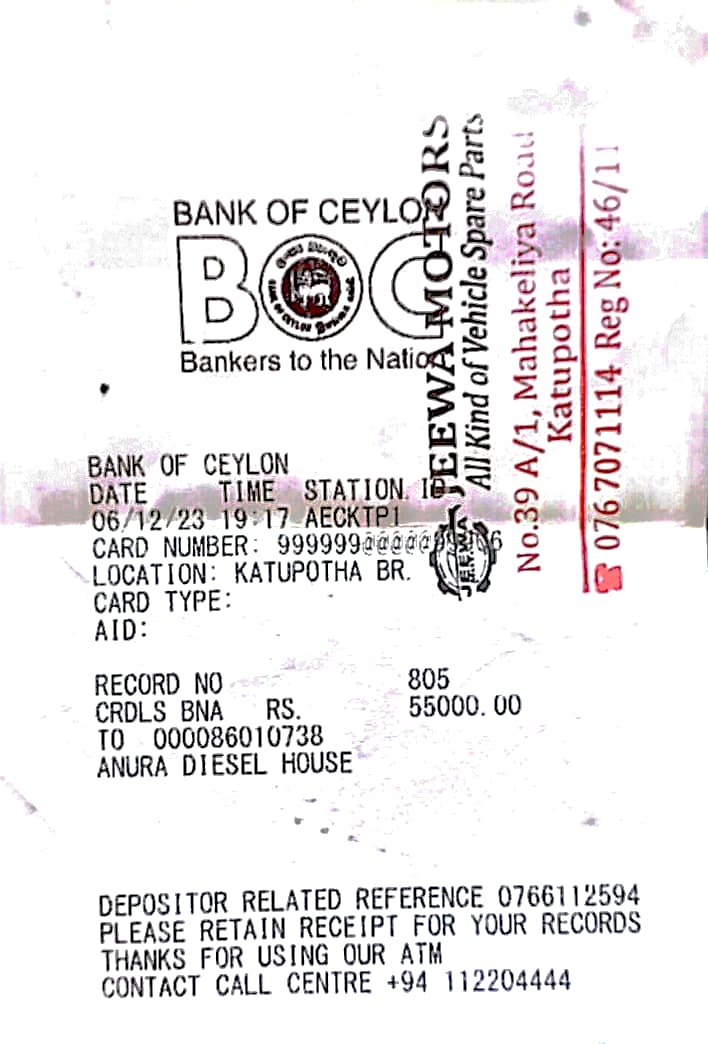 BANK OF CEYLON
BOC
Bankers to the Nation
BANK OF CEYLON
DATE TIME STATION. ID
06/12/23 19:17 AECKTP1
CARD NUMBER: 999999@@@@@@
LOCATION: KATUPOTHA BR.
CARD TYPE:
AID:
RECORD NO 805
CRDLS BNA RS. 55000.00
TO 000086010738
ANURA DIESEL HOUSE
DEPOSITOR RELATED REFERENCE 0766112594
PLEASE RETAIN RECEIPT FOR YOUR RECORDS
THANKS FOR USING OUR ATM
CONTACT CALL CENTRE +94 112204444
JEEWA MOTORS
All Kind of Vehicle Spare Parts
No.39 A/1, Mahakeliya Road
Katupotha
076 7071114 Reg No: 46/11
JEEWA